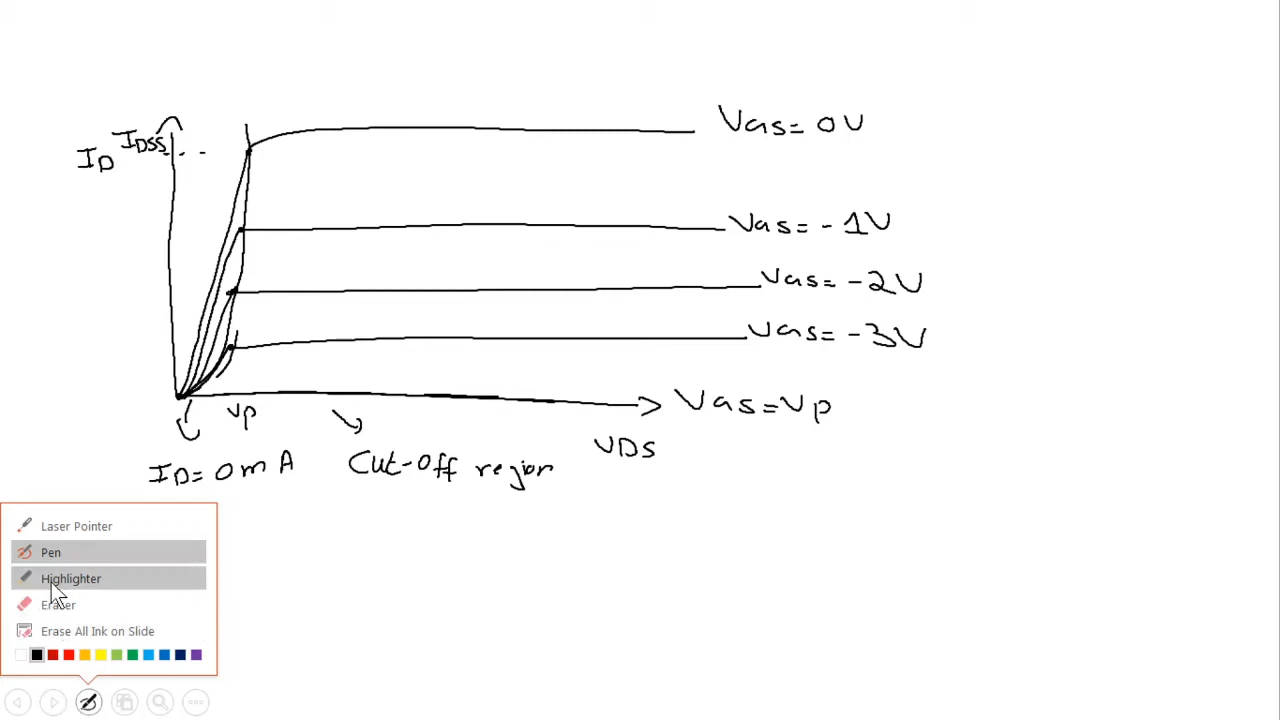 VGS = 0V
IDSS
ID
VGS = -1V
VGS = -2V
VGS = -3V
VGS = VP
VP
VDS
ID = 0mA
Cut-off region
Laser Pointer
Pen
Highlighter
Eraser
Erase All Ink on Slide